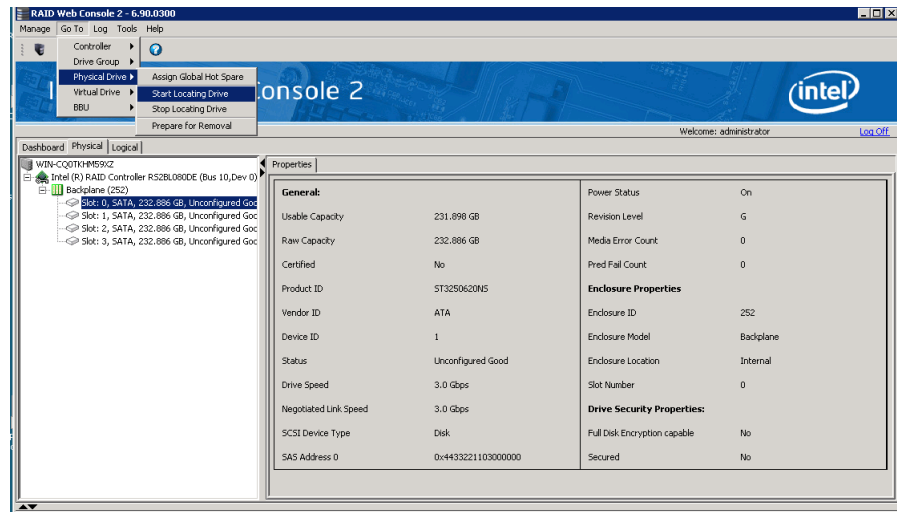 RAID Web Console 2 - 6.90.0300
Manage Go To Log Tools Help
Controller
Drive Group
Physical Drive
Virtual Drive
BBU
Assign Global Hot Spare
Start Locating Drive
Stop Locating Drive
Prepare for Removal
onsole 2
intel
Welcome: administrator
Log Off
Dashboard Physical Logical
WIN-CQ0TKHM59XZ
Intel (R) RAID Controller RS2BL080DE (Bus 10,Dev 0)
Backplane (252)
Slot: 0, SATA, 232.886 GB, Unconfigured Goo
Slot: 1, SATA, 232.886 GB, Unconfigured Goo
Slot: 2, SATA, 232.886 GB, Unconfigured Goo
Slot: 3, SATA, 232.886 GB, Unconfigured Goo
Properties
General:
Usable Capacity 231.898 GB
Raw Capacity 232.886 GB
Certified No
Product ID ST3250620NS
Vendor ID ATA
Device ID 1
Status Unconfigured Good
Drive Speed 3.0 Gbps
Negotiated Link Speed 3.0 Gbps
SCSI Device Type Disk
SAS Address 0 0x4433221103000000
Power Status On
Revision Level G
Media Error Count 0
Pred Fail Count 0
Enclosure Properties
Enclosure ID 252
Enclosure Model Backplane
Enclosure Location Internal
Slot Number 0
Drive Security Properties:
Full Disk Encryption capable No
Secured No